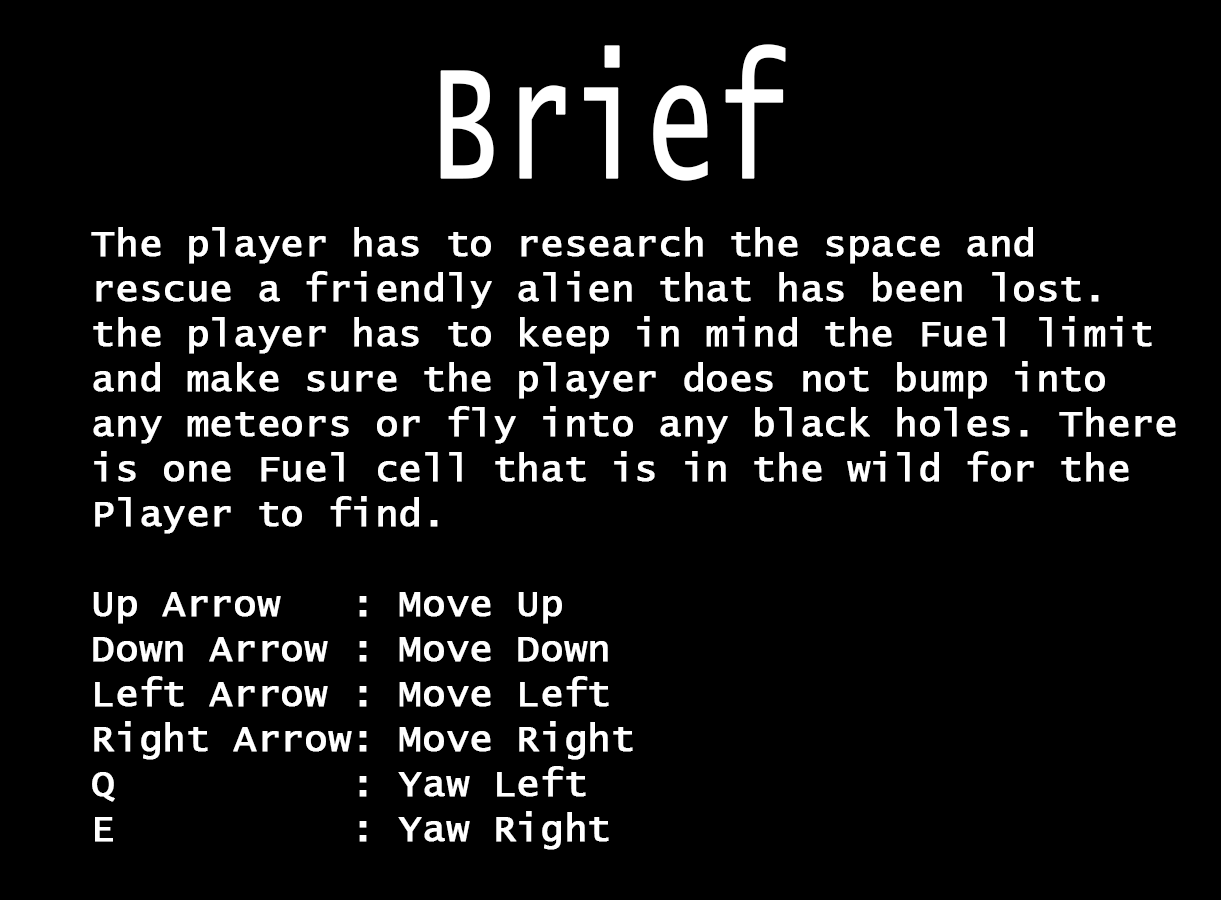 Brief
The player has to research the space and
rescue a friendly alien that has been lost.
the player has to keep in mind the Fuel limit
and make sure the player does not bump into
any meteors or fly into any black holes. There
is one Fuel cell that is in the wild for the
Player to find.
Up Arrow   : Move Up
Down Arrow : Move Down
Left Arrow : Move Left
Right Arrow: Move Right
Q          : Yaw Left
E          : Yaw Right